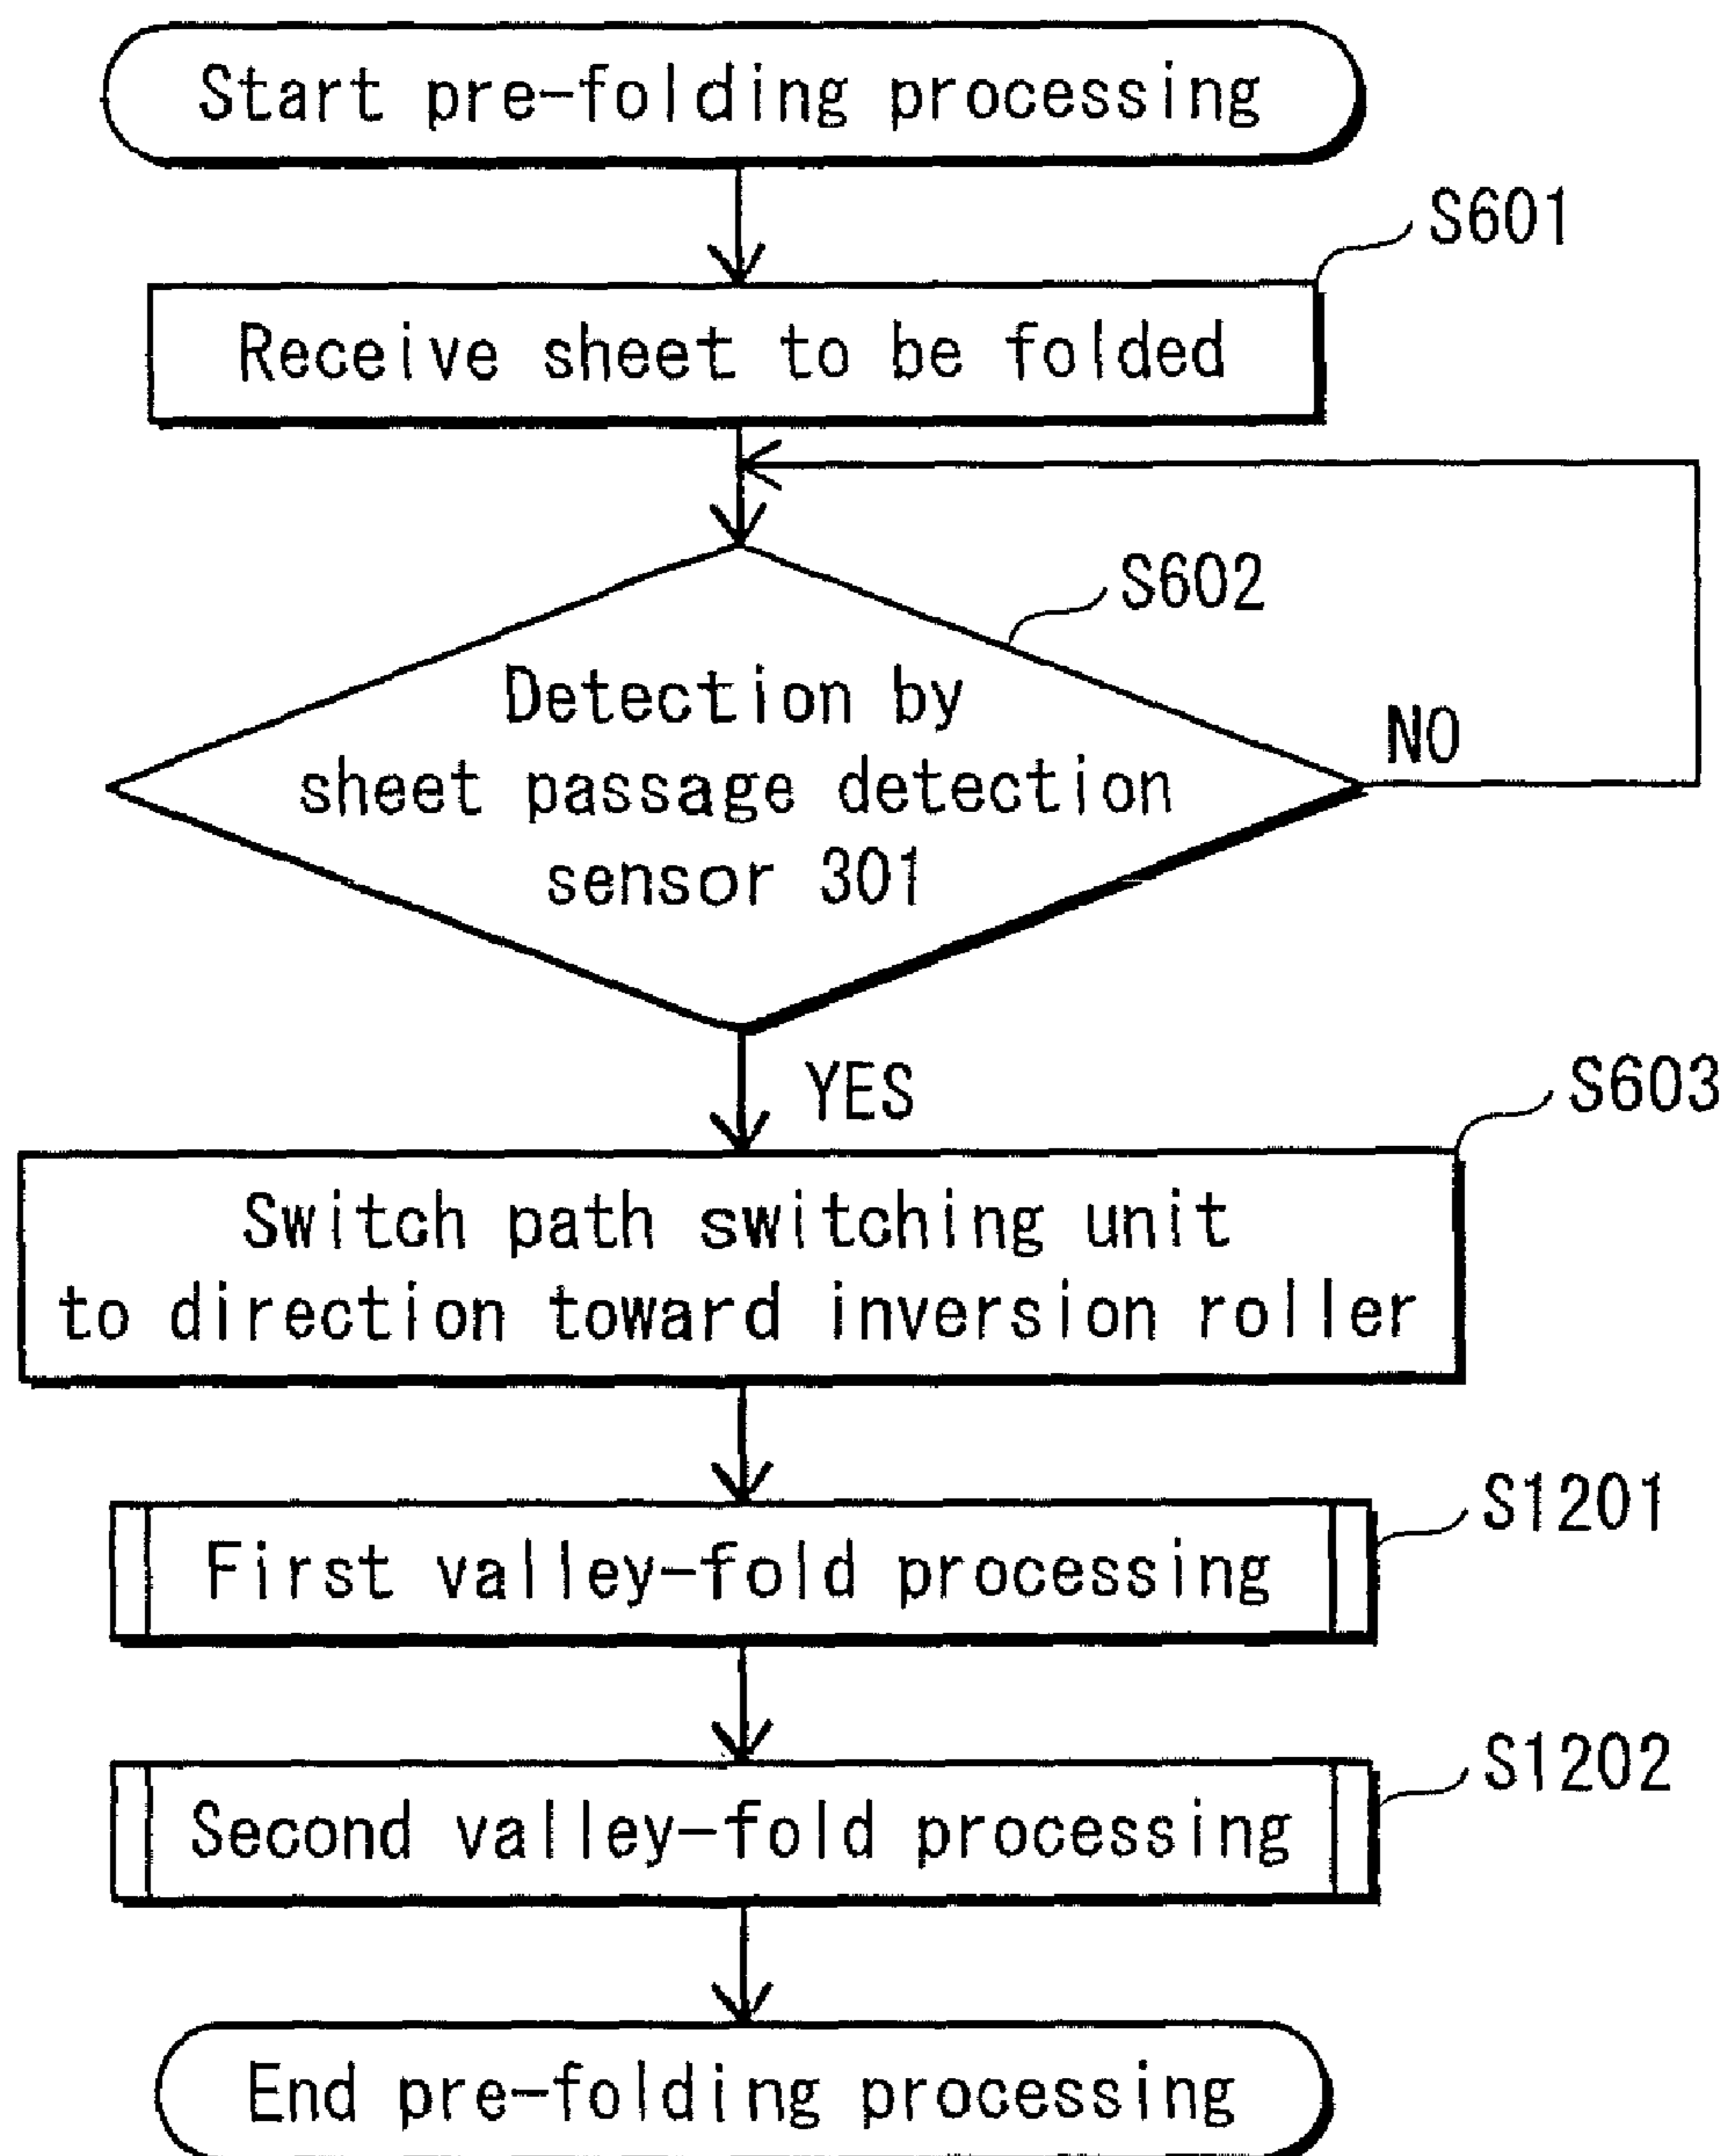 Start pre-folding processing
S601
Receive sheet to be folded
S602
Detection by
sheet passage detection
sensor 301
NO
YES
S603
Switch path switching unit
to direction toward inversion roller
S1201
First valley-fold processing
S1202
Second valley-fold processing
End pre-folding processing